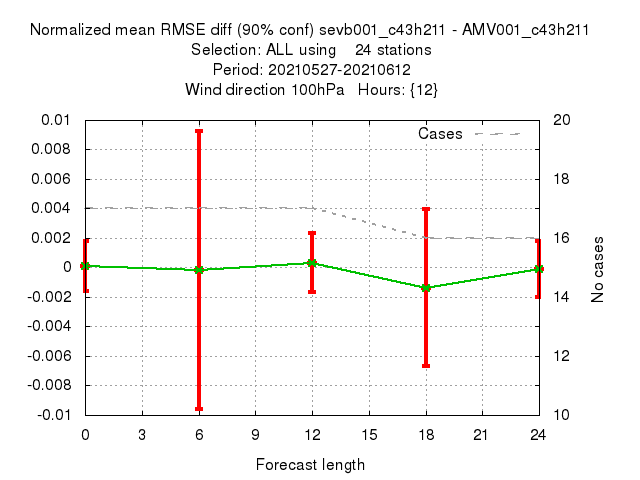 Normalized mean RMSE diff (90% conf) sevb001_c43h211 - AMV001_c43h211
Selection: ALL using    24 stations
Period: 20210527-20210612
Wind direction 100hPa   Hours: {12}
0.01
0.008
0.006
0.004
0.002
0
-0.002
-0.004
-0.006
-0.008
-0.01
Cases
20
18
16
14
12
10
No cases
0 3 6 9 12 15 18 21 24
Forecast length